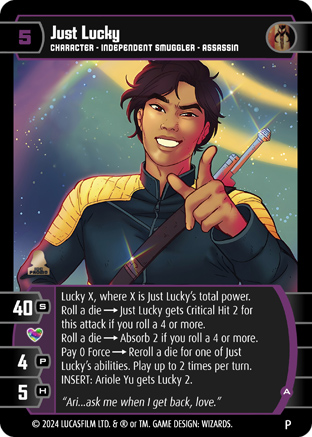 5
Just Lucky
CHARACTER - INDEPENDENT SMUGGLER - ASSASSIN
PROMO
40 S
4 P
5 H
Lucky X, where X is Just Lucky's total power.
Roll a die → Just Lucky gets Critical Hit 2 for
this attack if you roll a 4 or more.
Roll a die → Absorb 2 if you roll a 4 or more.
Pay 0 Force → Reroll a die for one of Just
Lucky's abilities. Play up to 2 times per turn.
INSERT: Ariole Yu gets Lucky 2.
A
"Ari...ask me when I get back, love."
© 2024 LUCASFILM LTD. & ® or TM. GAME DESIGN: WIZARDS.
P